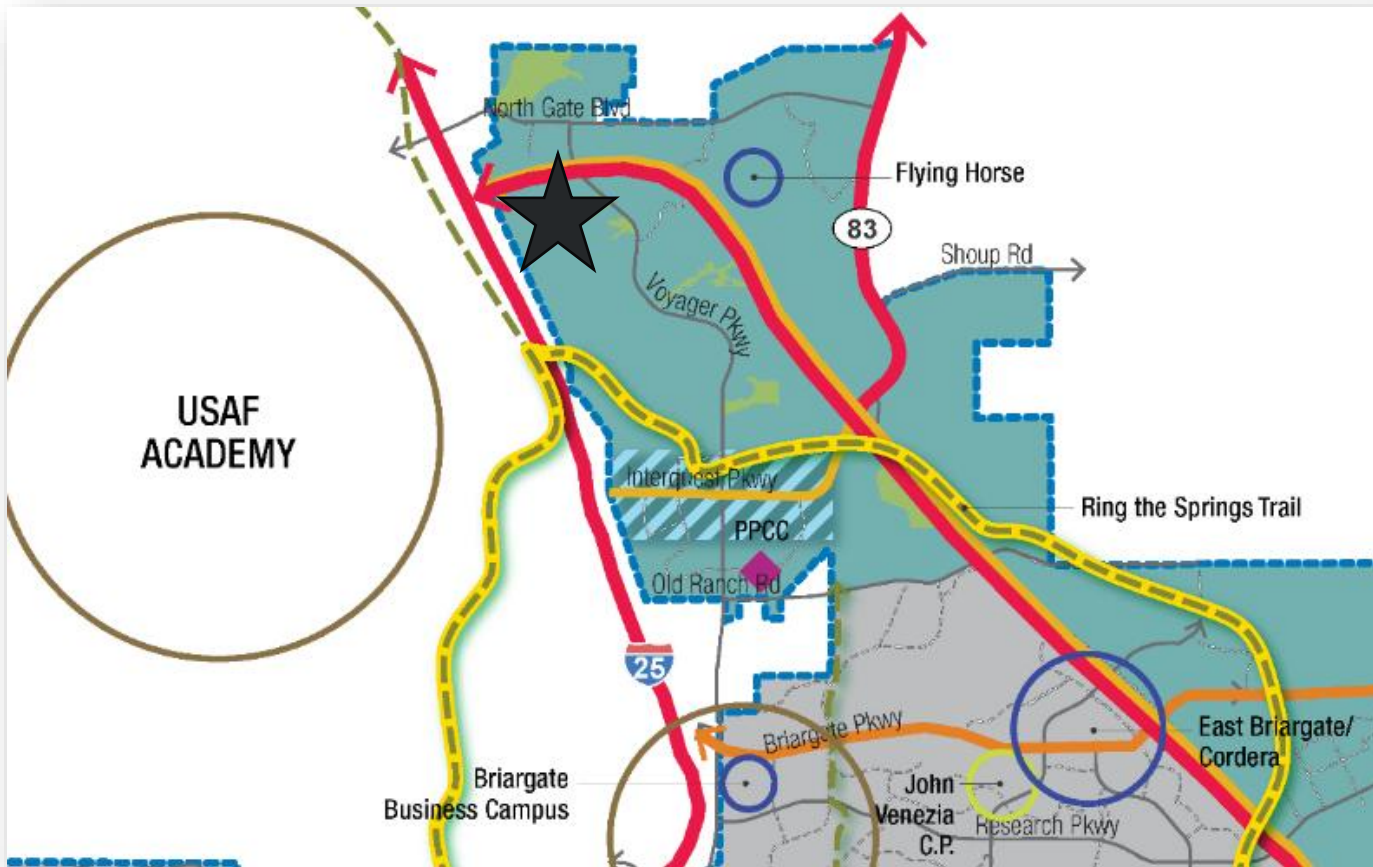 North Gate Blvd
Flying Horse
83
Shoup Rd
Voyager Pkwy
USAF
ACADEMY
Interquest Pkwy
Ring the Springs Trail
PPCC
Old Ranch Rd
25
Briargate Pkwy
East Briargate/
Cordera
Briargate
Business Campus
John
Venezia
C.P.
Research Pkwy